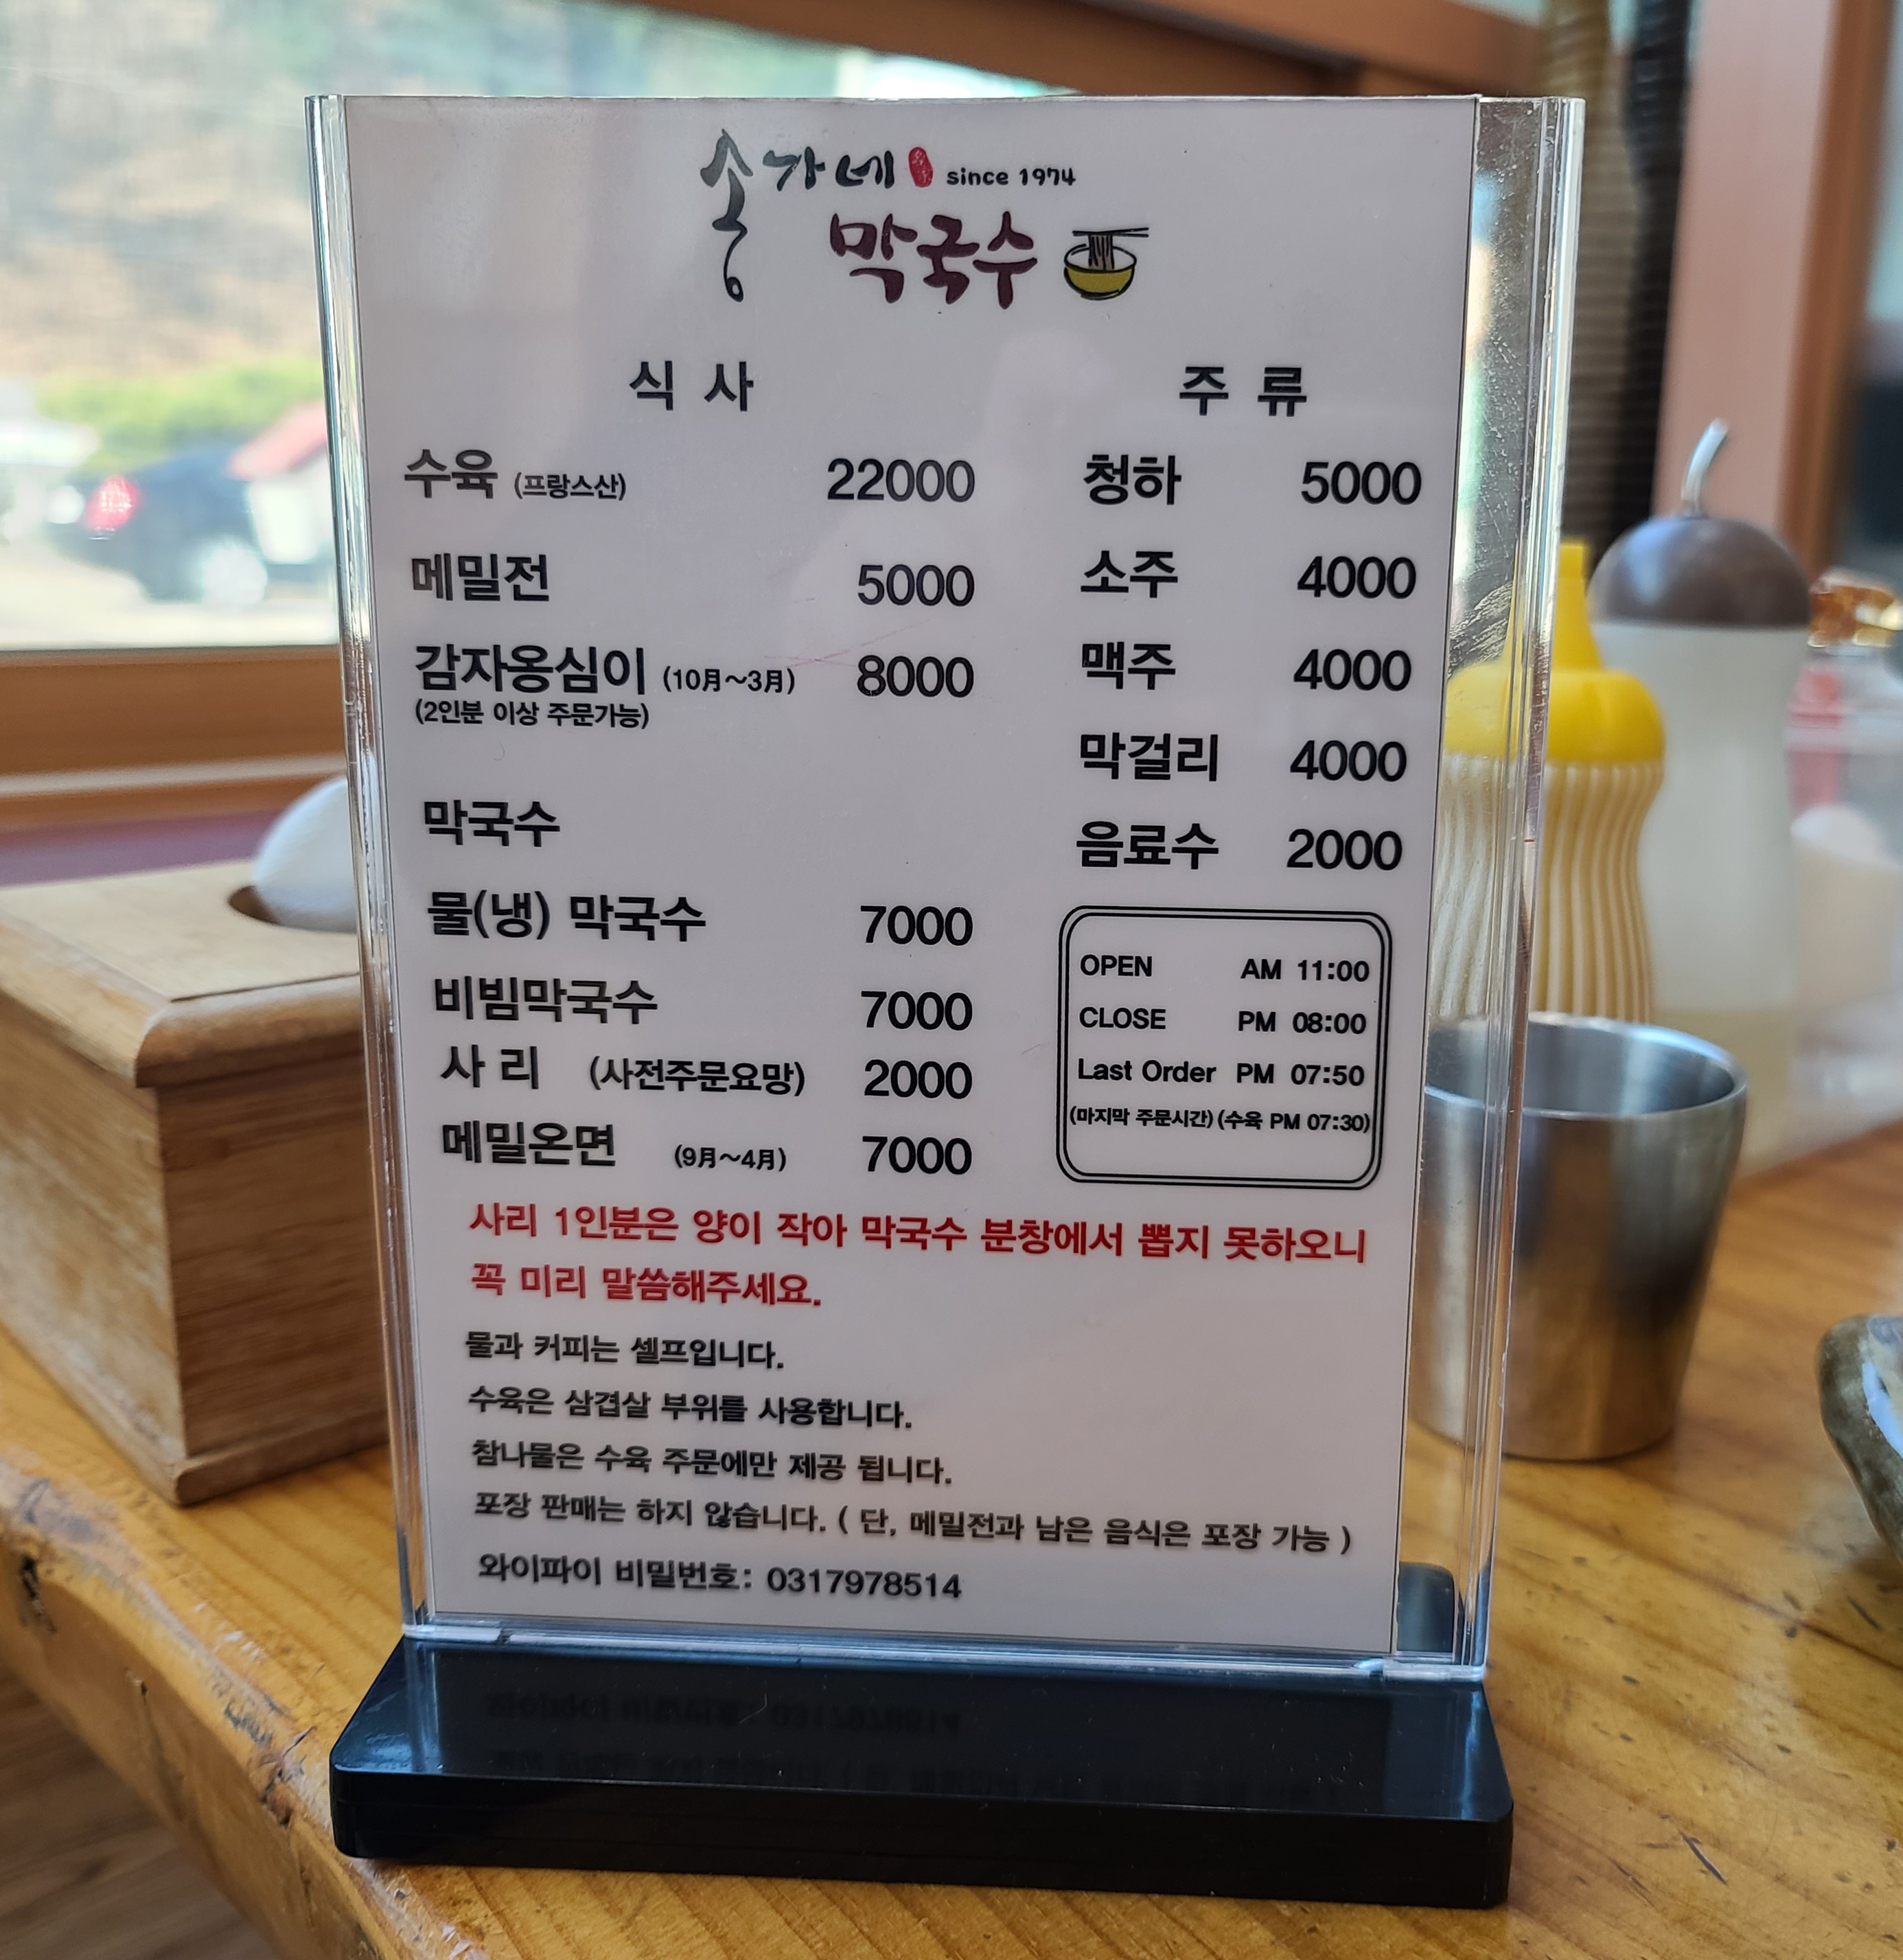 송가네 since 1974
막국수
식 사
수육 (프랑스산) 22000
메밀전 5000
감자옹심이 (10月~3月) 8000
(2인분 이상 주문가능)
막국수
물(냉) 막국수 7000
비빔막국수 7000
사 리 (사전주문요망) 2000
메밀온면 (9月~4月) 7000
주 류
청하 5000
소주 4000
맥주 4000
막걸리 4000
음료수 2000
OPEN AM 11:00
CLOSE PM 08:00
Last Order PM 07:50
(마지막 주문시간) (수육 PM 07:30)
사리 1인분은 양이 작아 막국수 분창에서 뽑지 못하오니
꼭 미리 말씀해주세요.
물과 커피는 셀프입니다.
수육은 삼겹살 부위를 사용합니다.
참나물은 수육 주문에만 제공 됩니다.
포장 판매는 하지 않습니다. ( 단, 메밀전과 남은 음식은 포장 가능 )
와이파이 비밀번호: 0317978514